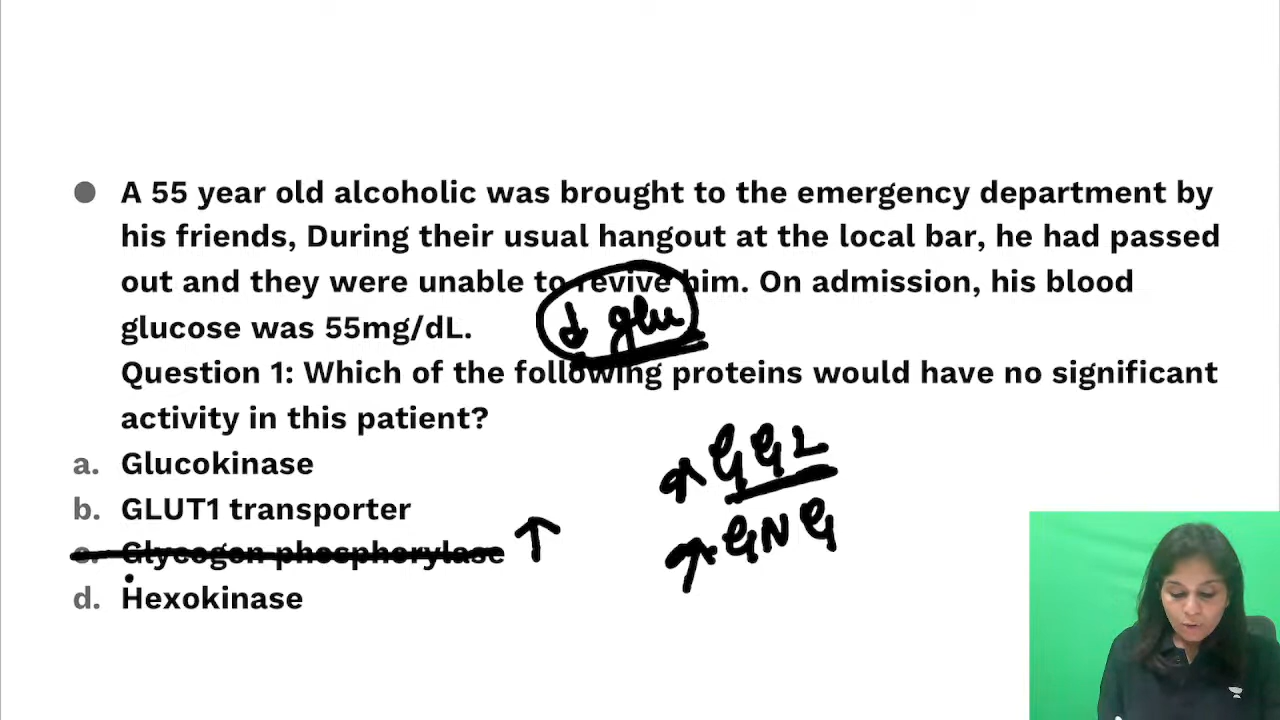 A 55 year old alcoholic was brought to the emergency department by
his friends, During their usual hangout at the local bar, he had passed
out and they were unable to revive him. On admission, his blood
glucose was 55mg/dL.
↓ glu
Question 1: Which of the following proteins would have no significant
activity in this patient?
a. Glucokinase
b. GLUT1 transporter
c. Glycogen phosphorylase ↑
d. Hexokinase
↑ GGL
↑ GNG